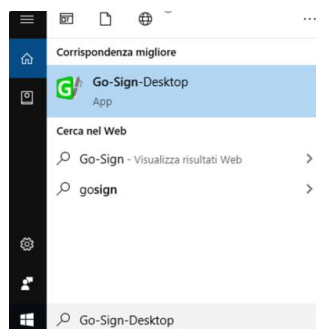 ...
Corrispondenza migliore
Go-Sign-Desktop
App
Cerca nel Web
Go-Sign - Visualizza risultati Web
gosign
Go-Sign-Desktop